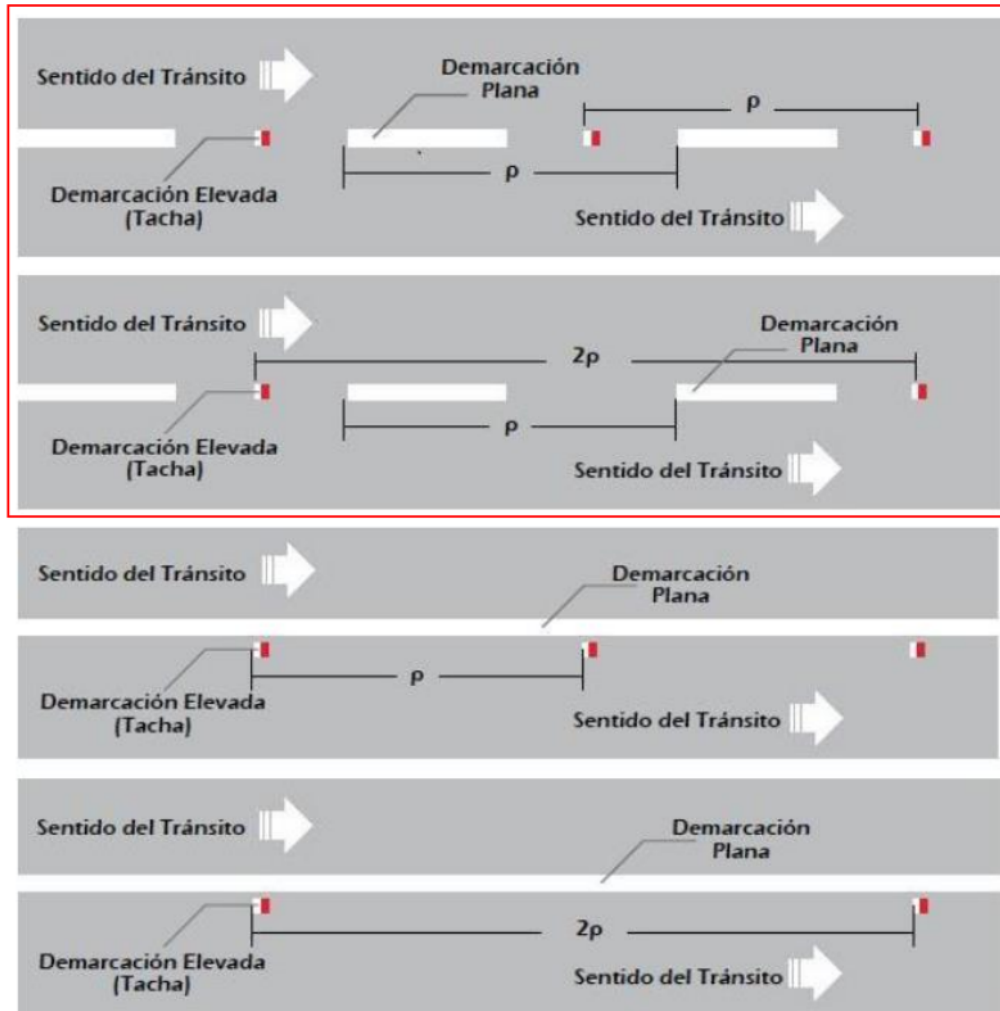 Sentido del Tránsito
Demarcación
Plana
ρ
ρ
Demarcación Elevada
(Tacha)
Sentido del Tránsito
Sentido del Tránsito
Demarcación
Plana
2ρ
ρ
Demarcación Elevada
(Tacha)
Sentido del Tránsito
Sentido del Tránsito
Demarcación
Plana
ρ
Demarcación Elevada
(Tacha)
Sentido del Tránsito
Sentido del Tránsito
Demarcación
Plana
2ρ
Demarcación Elevada
(Tacha)
Sentido del Tránsito